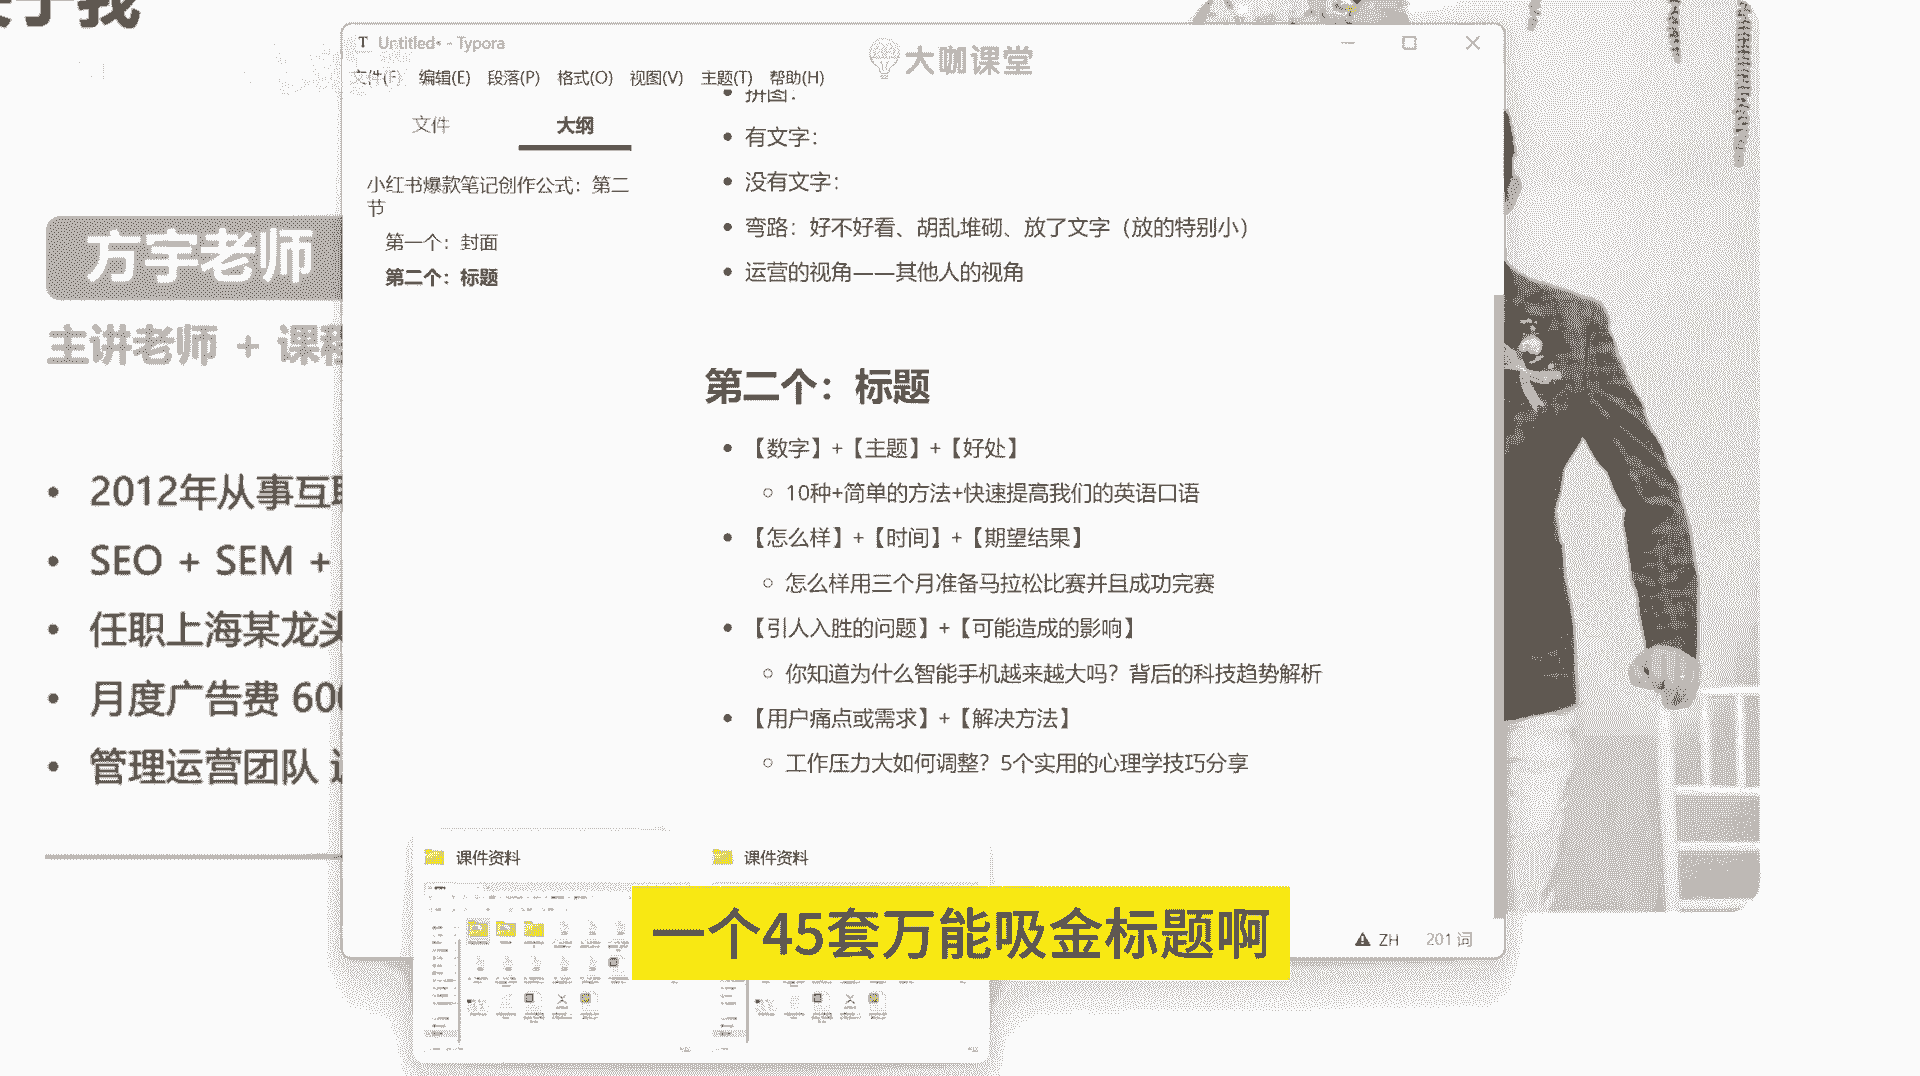 Untitled• - Typora
大咖课堂
文件(F) 编辑(E) 段落(P) 格式(O) 视图(V) 主题(T) 帮助(H)
文件 大纲
小红书爆款笔记创作公式：第二
节
第一个：封面
第二个：标题
拼图：
有文字：
没有文字：
弯路：好不好看、胡乱堆砌、放了文字（放的特别小）
运营的视角——其他人的视角
第二个：标题
【数字】+【主题】+【好处】
10种+简单的方法+快速提高我们的英语口语
【怎么样】+【时间】+【期望结果】
怎么样用三个月准备马拉松比赛并且成功完赛
【引人入胜的问题】+【可能造成的影响】
你知道为什么智能手机越来越大吗？背后的科技趋势解析
【用户痛点或需求】+【解决方法】
工作压力大如何调整？5个实用的心理学技巧分享
ZH 201 词
方宇老师
主讲老师 + 课程
2012年从事互联
SEO + SEM +
任职上海某龙头
月度广告费 600
管理运营团队
课件资料 课件资料
一个45套万能吸金标题啊